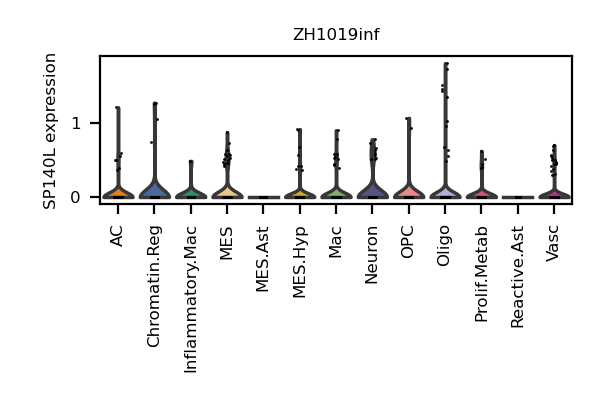 ZH1019inf
SP140L expression
1
0
AC
Chromatin.Reg
Inflammatory.Mac
MES
MES.Ast
MES.Hyp
Mac
Neuron
OPC
Oligo
Prolif.Metab
Reactive.Ast
Vasc